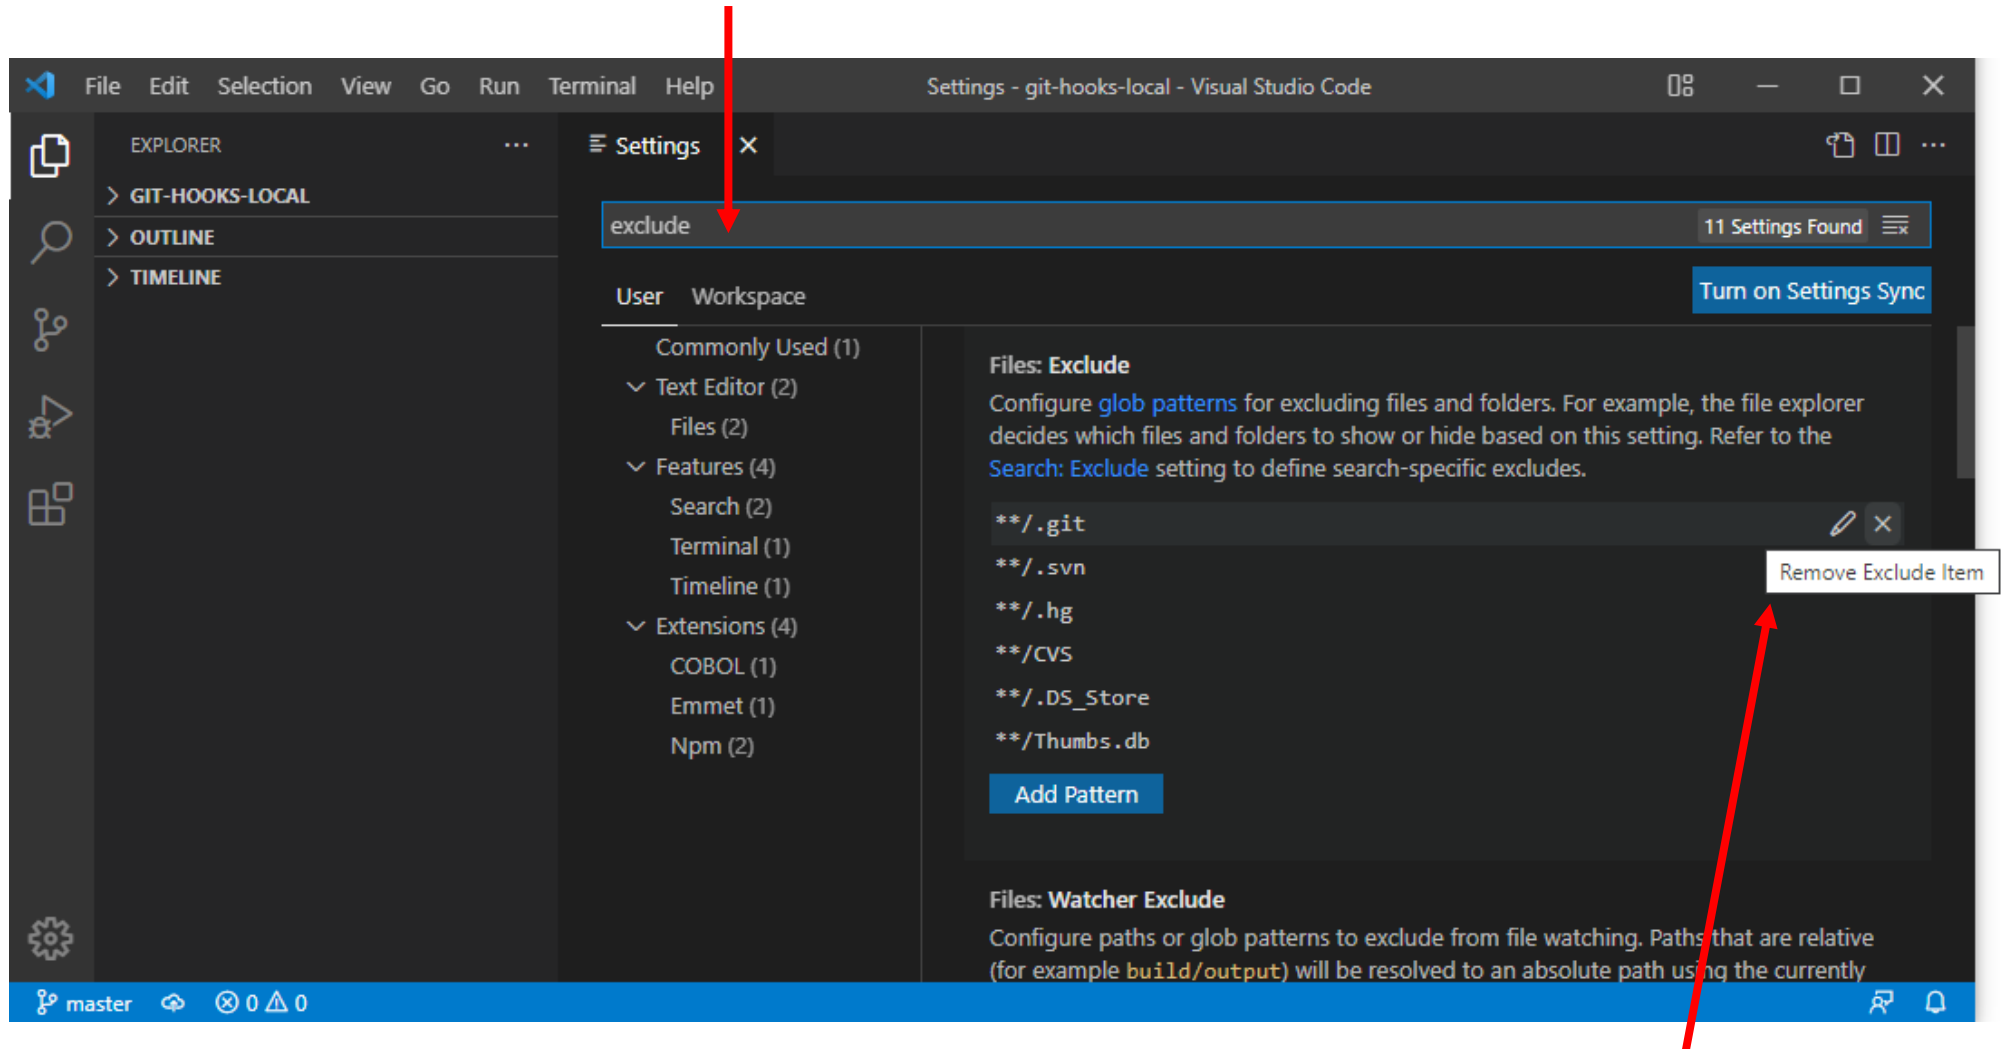 File Edit Selection View Go Run Terminal Help
Settings - git-hooks-local - Visual Studio Code
EXPLORER
GIT-HOOKS-LOCAL
OUTLINE
TIMELINE
Settings
exclude
11 Settings Found
User Workspace
Turn on Settings Sync
Commonly Used (1)
Text Editor (2)
Files (2)
Features (4)
Search (2)
Terminal (1)
Timeline (1)
Extensions (4)
COBOL (1)
Emmet (1)
Npm (2)
Files: Exclude
Configure glob patterns for excluding files and folders. For example, the file explorer
decides which files and folders to show or hide based on this setting. Refer to the
Search: Exclude setting to define search-specific excludes.
**/.git
Remove Exclude Item
**/.svn
**/.hg
**/CVS
**/.DS_Store
**/Thumbs.db
Add Pattern
Files: Watcher Exclude
Configure paths or glob patterns to exclude from file watching. Paths that are relative
(for example build/output) will be resolved to an absolute path using the currently
master
0 0